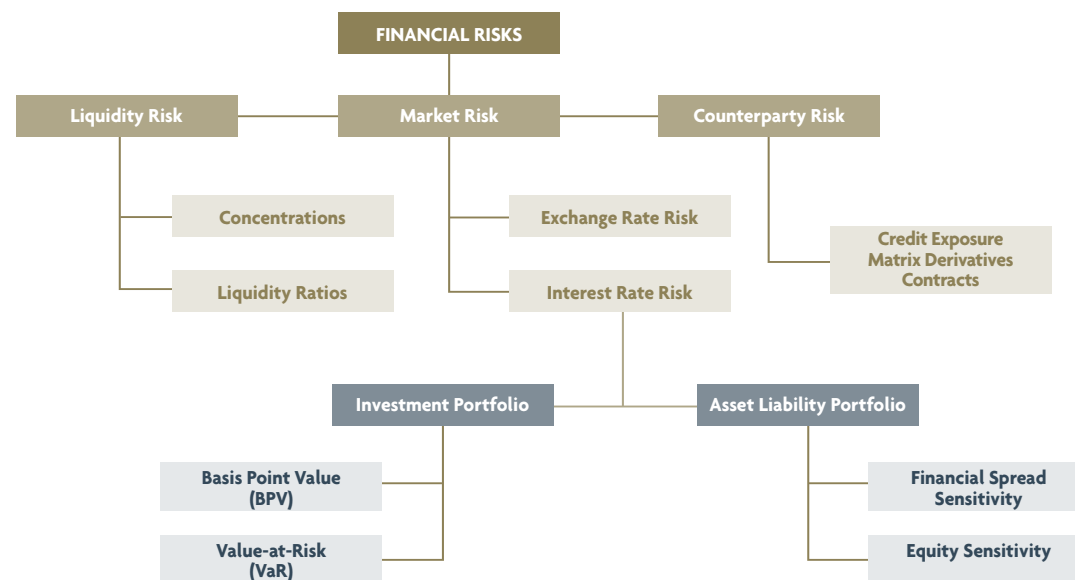 FINANCIAL RISKS
Liquidity Risk
Market Risk
Counterparty Risk
Concentrations
Exchange Rate Risk
Credit Exposure
Matrix Derivatives
Contracts
Liquidity Ratios
Interest Rate Risk
Investment Portfolio
Asset Liability Portfolio
Basis Point Value
(BPV)
Financial Spread
Sensitivity
Value-at-Risk
(VaR)
Equity Sensitivity